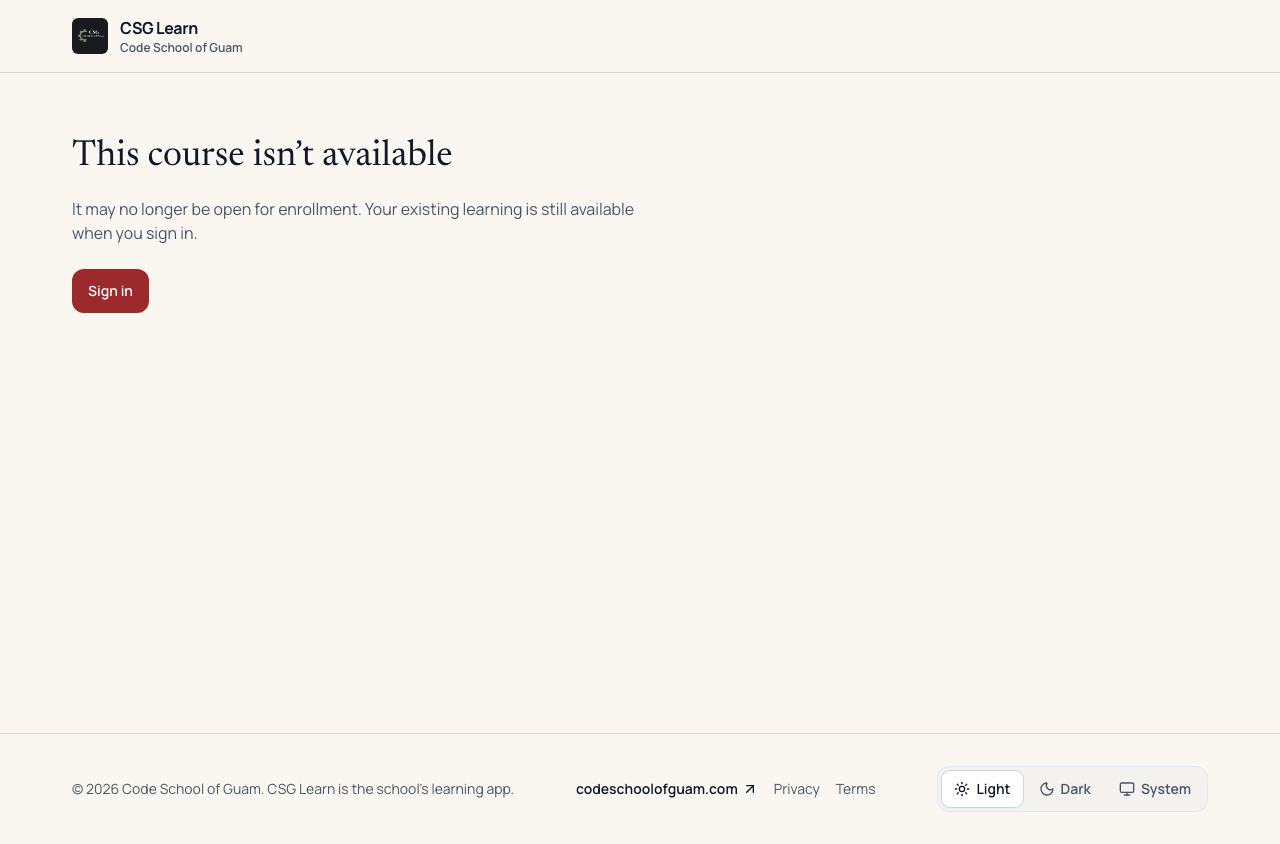 CSG Learn
Code School of Guam
This course isn’t available
It may no longer be open for enrollment. Your existing learning is still available
when you sign in.
Sign in
© 2026 Code School of Guam. CSG Learn is the school’s learning app.
codeschoolofguam.com
Privacy
Terms
Light
Dark
System